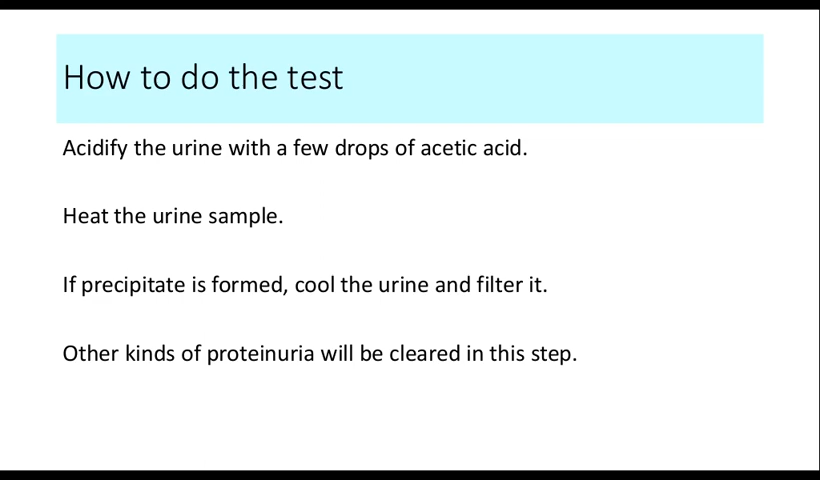 How to do the test
Acidify the urine with a few drops of acetic acid.
Heat the urine sample.
If precipitate is formed, cool the urine and filter it.
Other kinds of proteinuria will be cleared in this step.